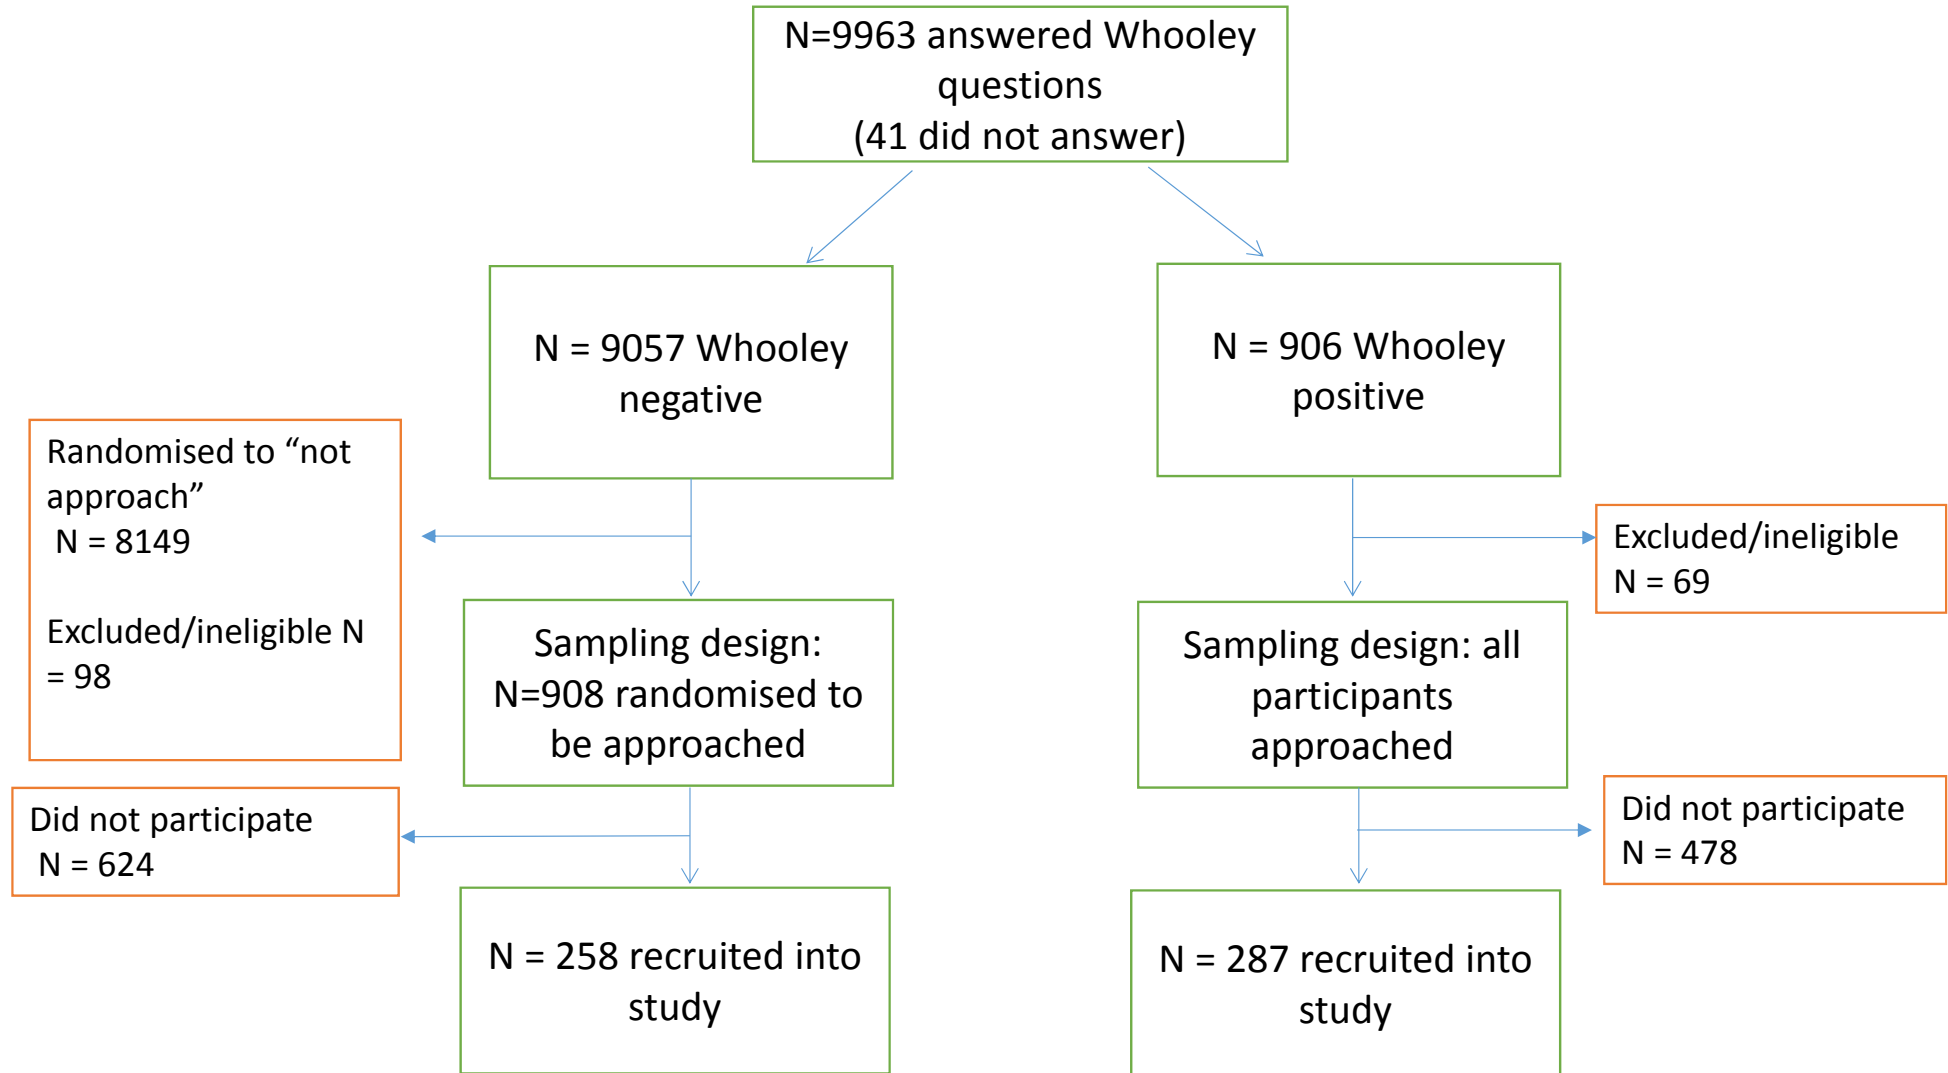 N=9963 answered Whooley
questions
(41 did not answer)
N = 9057 Whooley
negative
N = 906 Whooley
positive
Randomised to “not
approach”
N = 8149
Excluded/ineligible N
= 98
Excluded/ineligible
N = 69
Sampling design:
N=908 randomised to
be approached
Sampling design: all
participants
approached
Did not participate
N = 624
Did not participate
N = 478
N = 258 recruited into
study
N = 287 recruited into
study